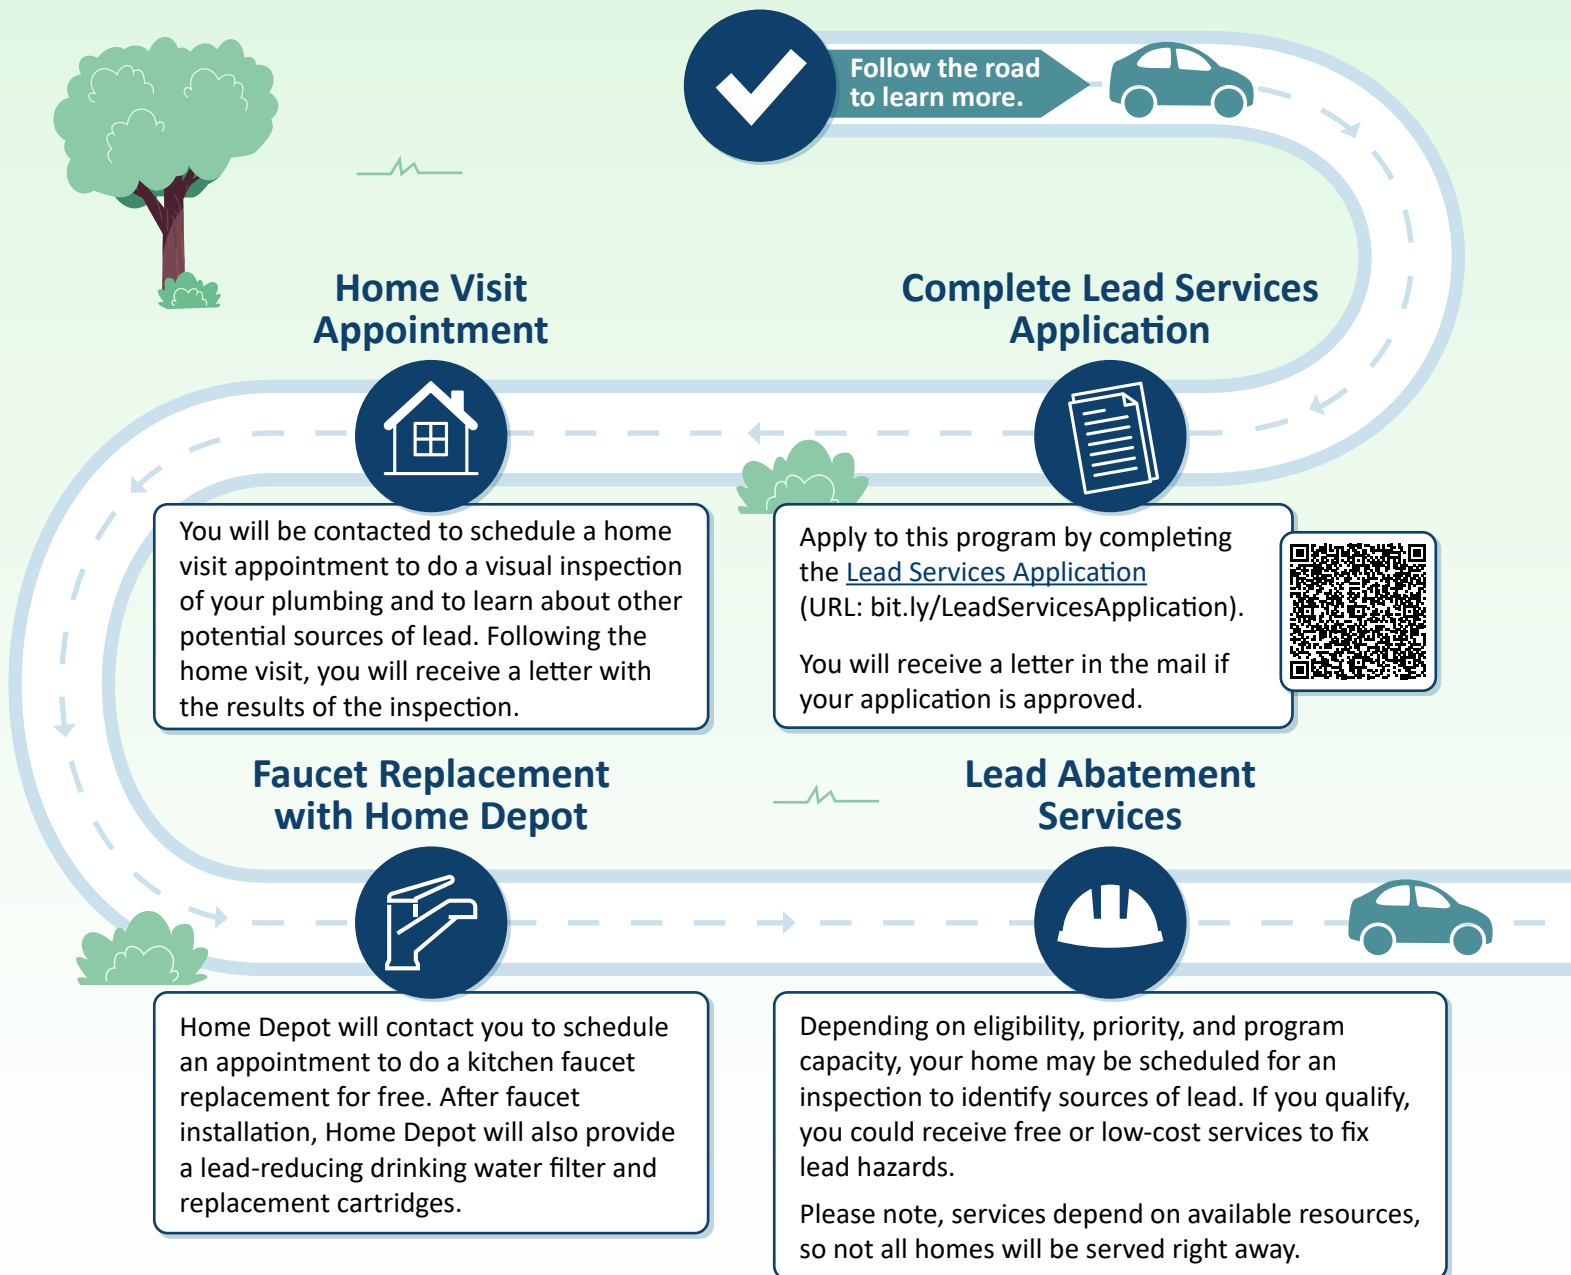 Follow the road
to learn more.
Complete Lead Services
Application
Apply to this program by completing
the Lead Services Application
(URL: bit.ly/LeadServicesApplication).
You will receive a letter in the mail if
your application is approved.
Home Visit
Appointment
You will be contacted to schedule a home
visit appointment to do a visual inspection
of your plumbing and to learn about other
potential sources of lead. Following the
home visit, you will receive a letter with
the results of the inspection.
Faucet Replacement
with Home Depot
Home Depot will contact you to schedule
an appointment to do a kitchen faucet
replacement for free. After faucet
installation, Home Depot will also provide
a lead-reducing drinking water filter and
replacement cartridges.
Lead Abatement
Services
Depending on eligibility, priority, and program
capacity, your home may be scheduled for an
inspection to identify sources of lead. If you qualify,
you could receive free or low-cost services to fix
lead hazards.
Please note, services depend on available resources,
so not all homes will be served right away.